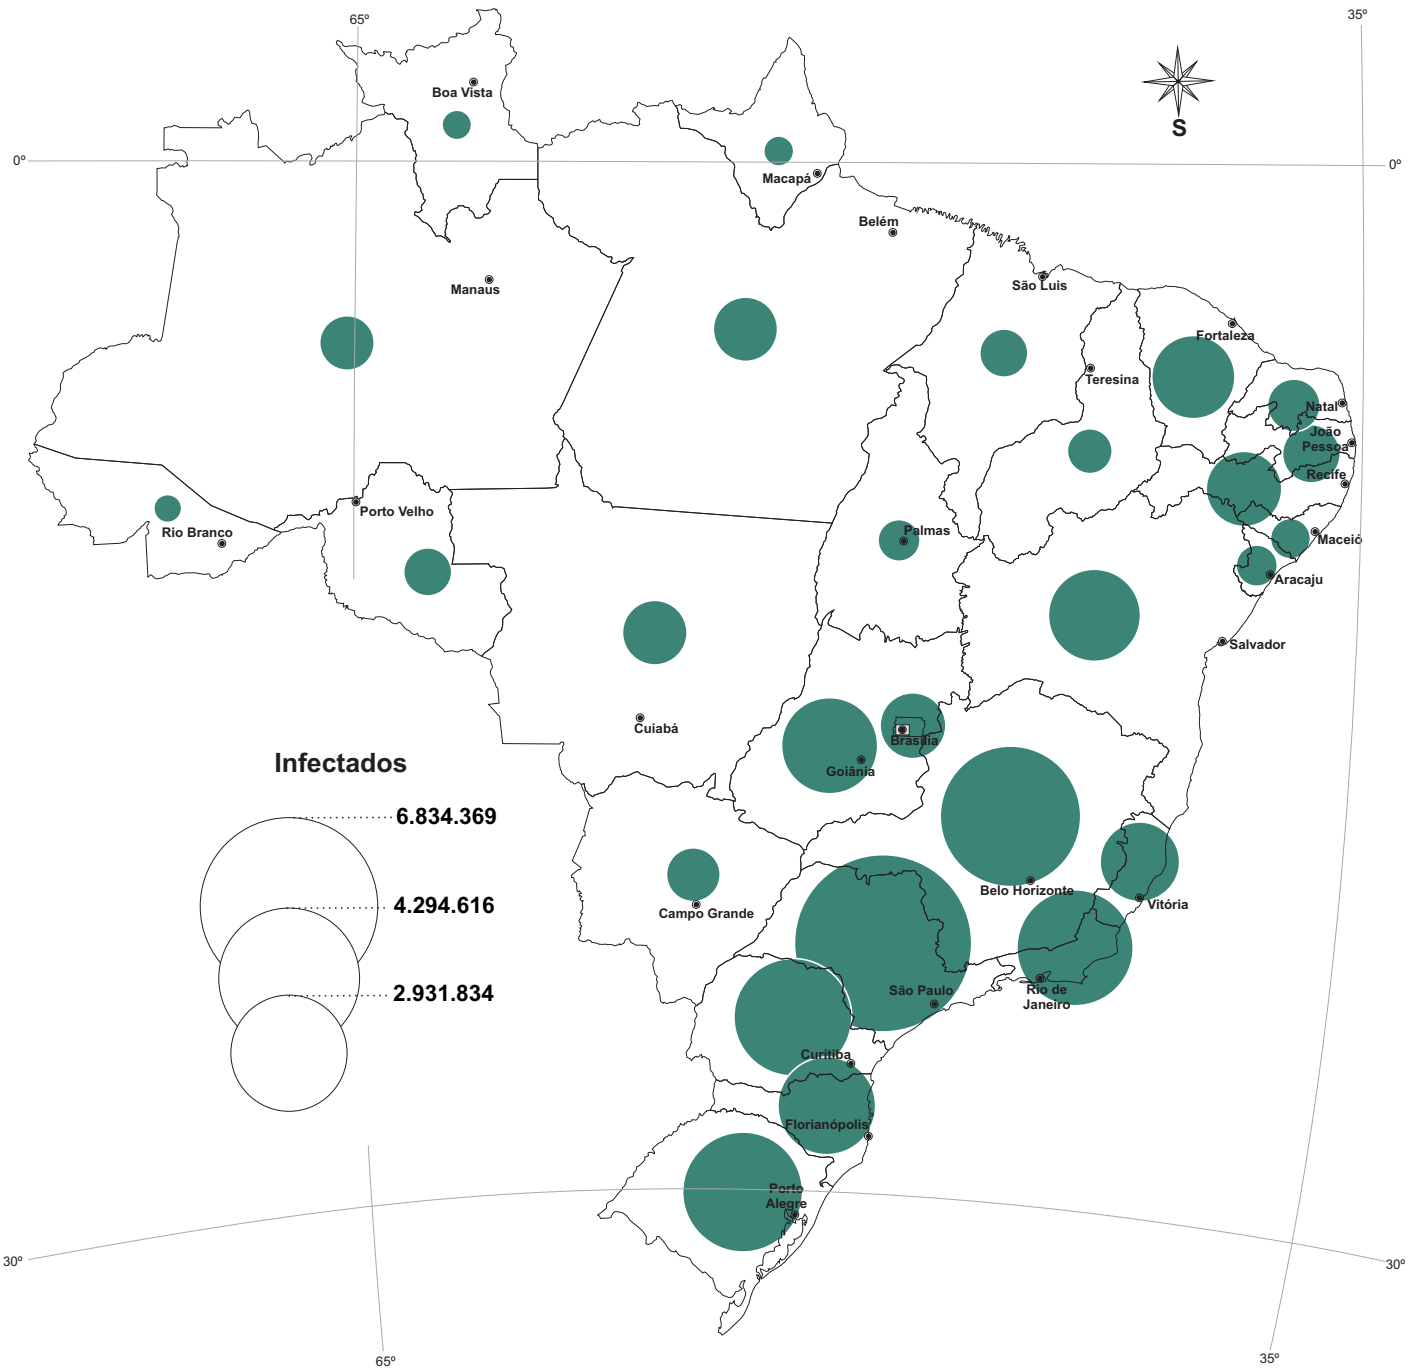 65º
35º
Boa Vista
S
0º
0º
Macapá
Belém
Manaus
São Luis
Fortaleza
Teresina
Natal
João
Pessoa
Recife
Porto Velho
Rio Branco
Palmas
Maceió
Aracaju
Salvador
Cuiabá
Brasília
Goiânia
Infectados
6.834.369
4.294.616
2.931.834
Belo Horizonte
Vitória
Campo Grande
São Paulo
Rio de
Janeiro
Curitiba
Florianópolis
Porto
Alegre
30º
30º
65º
35º